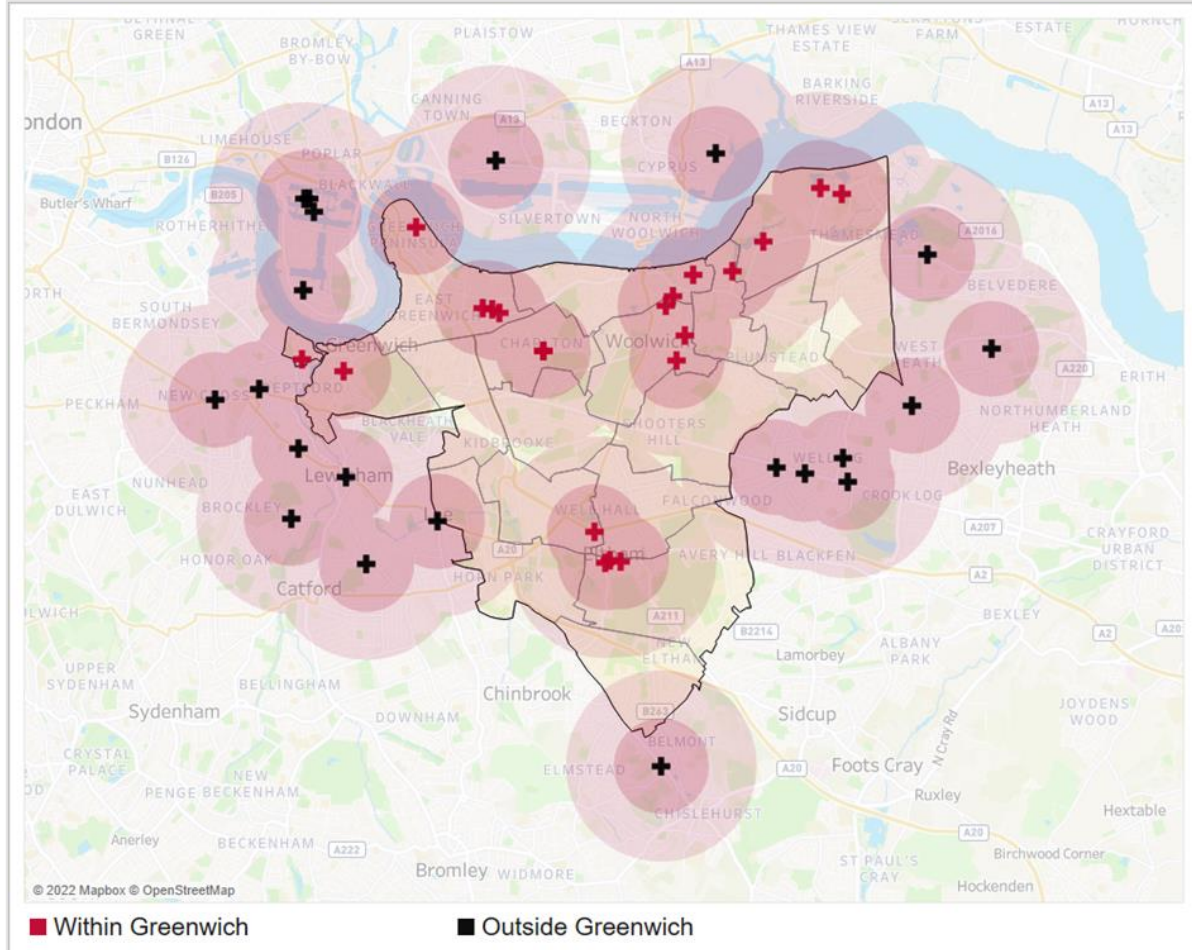 GREEN
BROMLEY
BY-BOW
PLAISTOW
THAMES VIEW
ESTATE
FARM
ESTATE
A13
BARKING
RIVERSIDE
CANNING
TOWN
A13
BECKTON
A13
A13
ondon
LIMEHOUSE
B126
POPLAR
CYPRUS
BLACKWALL
B205
Butler's Wharf
ROTHERHITHE
SILVERTOWN
NORTH
WOOLWICH
GREENWICH
PENINSULA
THAMESMEAD
A2016
BELVEDERE
SOUTH
BERMONDSEY
EAST
GREENWICH
Greenwich
CHARLTON
Woolwich
PLUMSTEAD
WEST
HEATH
A220
ERITH
PECKHAM
NEW CROSS
DEPTFORD
BLACKHEATH
VALE
KIDBROOKE
SHOOTERS
HILL
NORTHUMBERLAND
HEATH
WELLING
Bexleyheath
NUNHEAD
Lewisham
EAST
DULWICH
BROCKLEY
Lee
WELL HALL
FALCONWOOD
CROOK LOG
A207
CRAYFORD
URBAN
DISTRICT
HONOR OAK
A20
Eltham
AVERY HILL
BLACKFEN
Catford
HORN PARK
A2
BEXLEY
A211
B2214
A2
A20
UPPER
SYDENHAM
BELLINGHAM
NEW
ELTHAM
Lamorbey
ALBANY
PARK
Chinbrook
Sydenham
DOWNHAM
B263
Sidcup
JOYDENS
WOOD
N Cray Rd
BELMONT
CRYSTAL
PALACE
ELMSTEAD
A20
Foots Cray
NEW
BECKENHAM
PENGE
CHISLEHURST
Ruxley
Hextable
Anerley
BECKENHAM
A222
A20
Birchwood Corner
Bromley
WIDMORE
ST PAUL'S
CRAY
Hockenden
© 2022 Mapbox © OpenStreetMap
Within Greenwich
Outside Greenwich